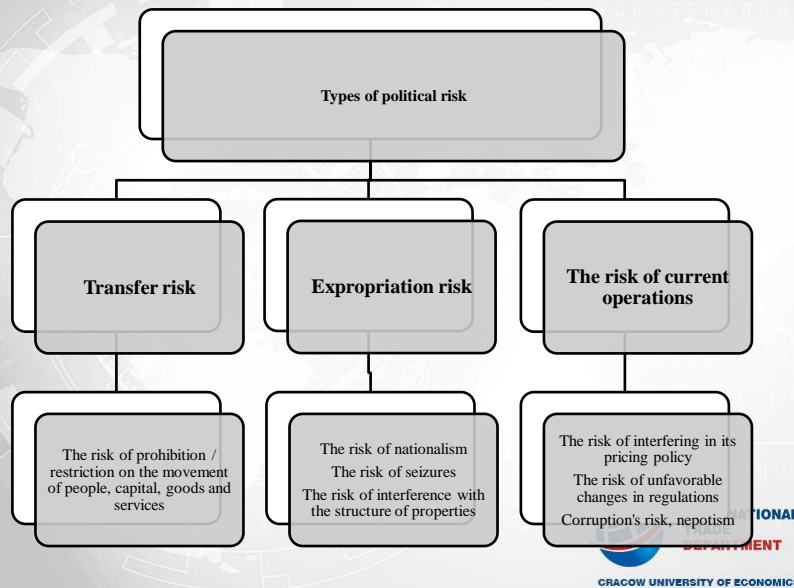 Types of political risk
Transfer risk
Expropriation risk
The risk of current
operations
The risk of prohibition /
restriction on the movement
of people, capital, goods and
services
The risk of nationalism
The risk of seizures
The risk of interference with
the structure of properties
The risk of interfering in its
pricing policy
The risk of unfavorable
changes in regulations
Corruption's risk, nepotism
TRADE
DEPARTMENT
CRACOW UNIVERSITY OF ECONOMIC